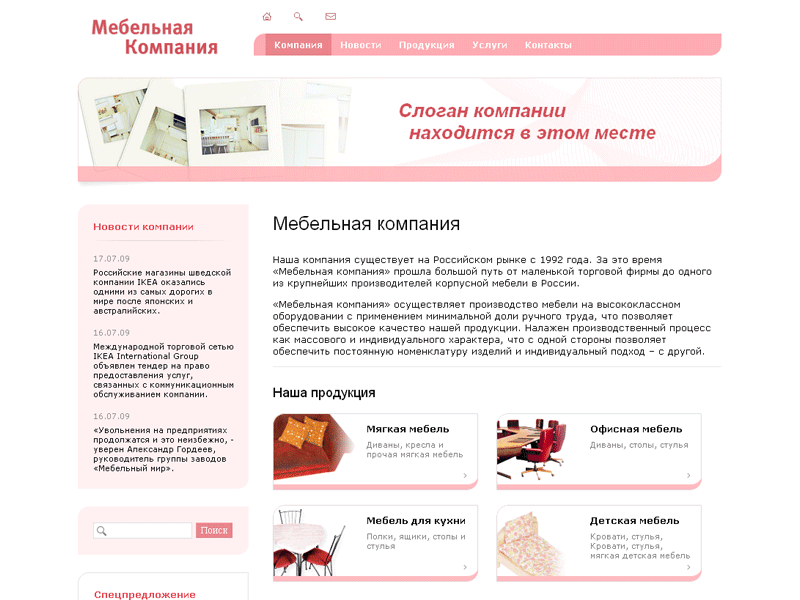 Мебельная
Компания
Компания Новости Продукция Услуги Контакты
Слоган компании
находится в этом месте
Новости компании
17.07.09
Российские магазины шведской
компании IKEA оказались
одними из самых дорогих в
мире после японских и
австралийских.
16.07.09
Международной торговой сетью
IKEA International Group
объявлен тендер на право
предоставления услуг,
связанных с коммуникационным
обслуживанием компании.
16.07.09
«Увольнения на предприятиях
продолжатся и это неизбежно, -
уверен Александр Гордеев,
руководитель группы заводов
«Мебельный мир».
Поиск
Спецпредложение
Мебельная компания
Наша компания существует на Российском рынке с 1992 года. За это время
«Мебельная компания» прошла большой путь от маленькой торговой фирмы до одного
из крупнейших производителей корпусной мебели в России.
«Мебельная компания» осуществляет производство мебели на высококлассном
оборудовании с применением минимальной доли ручного труда, что позволяет
обеспечить высокое качество нашей продукции. Налажен производственный процесс
как массового и индивидуального характера, что с одной стороны позволяет
обеспечить постоянную номенклатуру изделий и индивидуальный подход – с другой.
Наша продукция
Мягкая мебель
Диваны, кресла и
прочая мягкая мебель
Офисная мебель
Диваны, столы, стулья
Мебель для кухни
Полки, ящики, столы и
стулья
Детская мебель
Кровати, стулья,
Кровати, стулья,
мягкая детская мебель